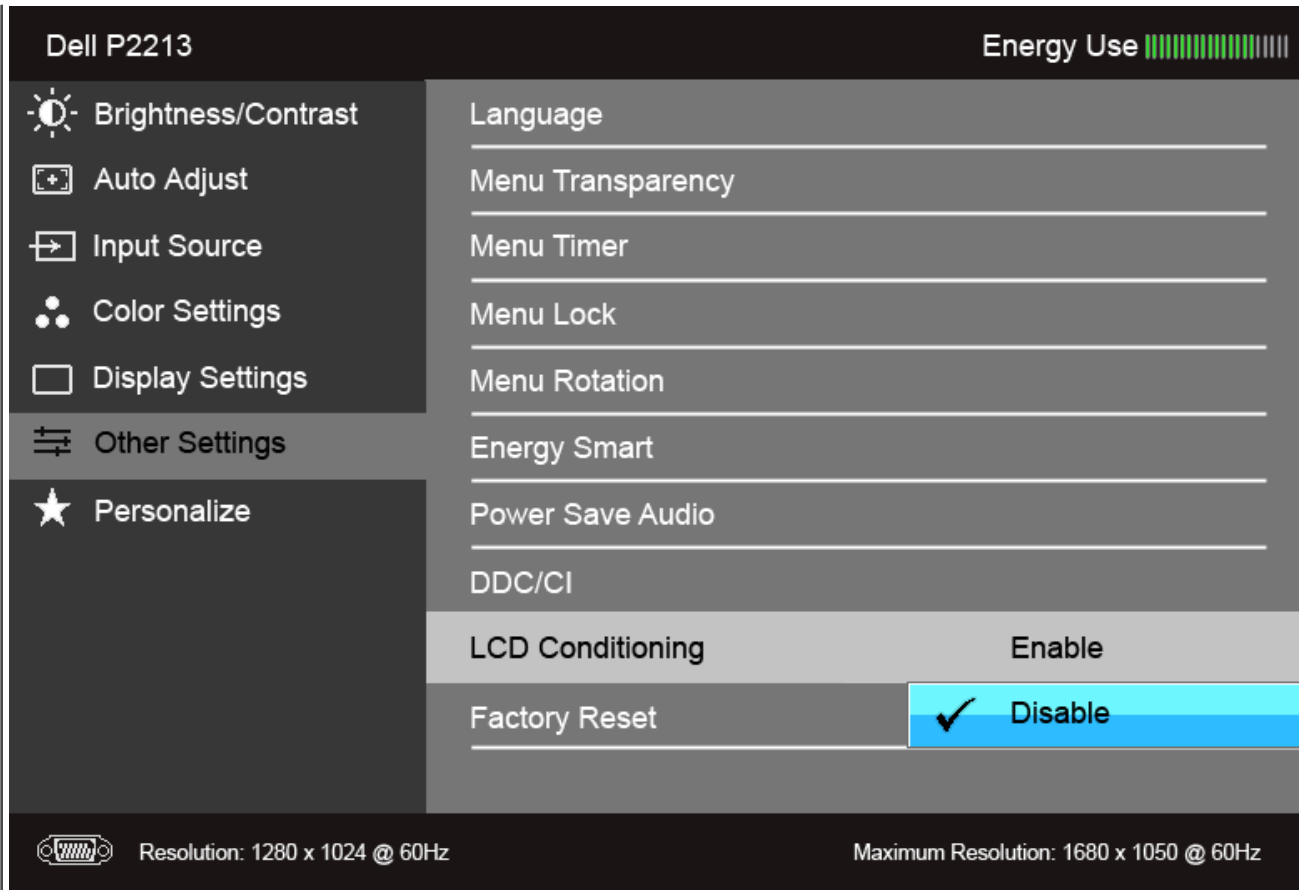 Dell P2213
Energy Use
Brightness/Contrast
Auto Adjust
Input Source
Color Settings
Display Settings
Other Settings
Personalize
Language
Menu Transparency
Menu Timer
Menu Lock
Menu Rotation
Energy Smart
Power Save Audio
DDC/CI
LCD Conditioning
Enable
Factory Reset
Disable
Resolution: 1280 x 1024 @ 60Hz
Maximum Resolution: 1680 x 1050 @ 60Hz